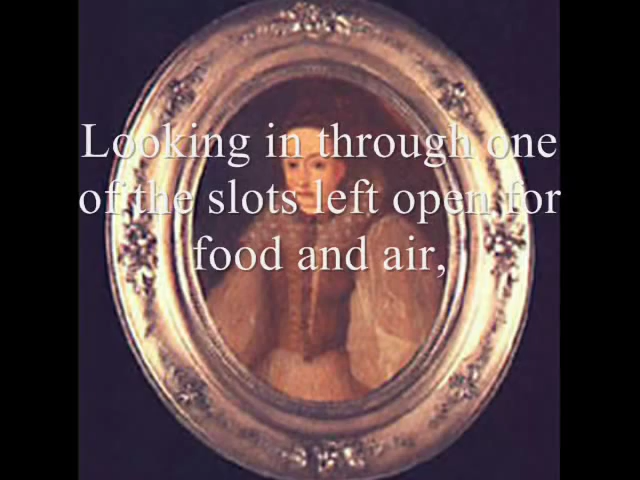 Looking in through one
of the slots left open for
food and air,